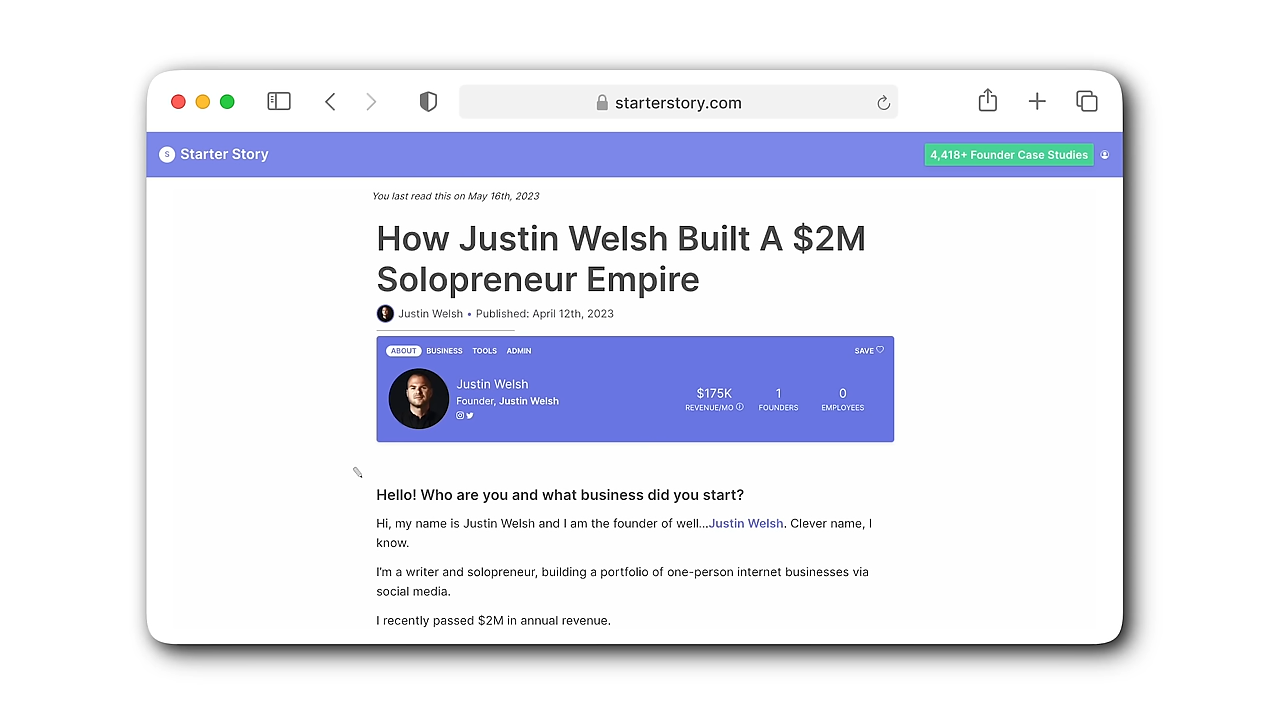 starterstory.com
S Starter Story
4,418+ Founder Case Studies
You last read this on May 16th, 2023
How Justin Welsh Built A $2M
Solopreneur Empire
Justin Welsh • Published: April 12th, 2023
ABOUT BUSINESS TOOLS ADMIN SAVE
Justin Welsh
Founder, Justin Welsh
$175K 1 0
REVENUE/MO FOUNDERS EMPLOYEES
Hello! Who are you and what business did you start?
Hi, my name is Justin Welsh and I am the founder of well...Justin Welsh. Clever name, I
know.
I'm a writer and solopreneur, building a portfolio of one-person internet businesses via
social media.
I recently passed $2M in annual revenue.